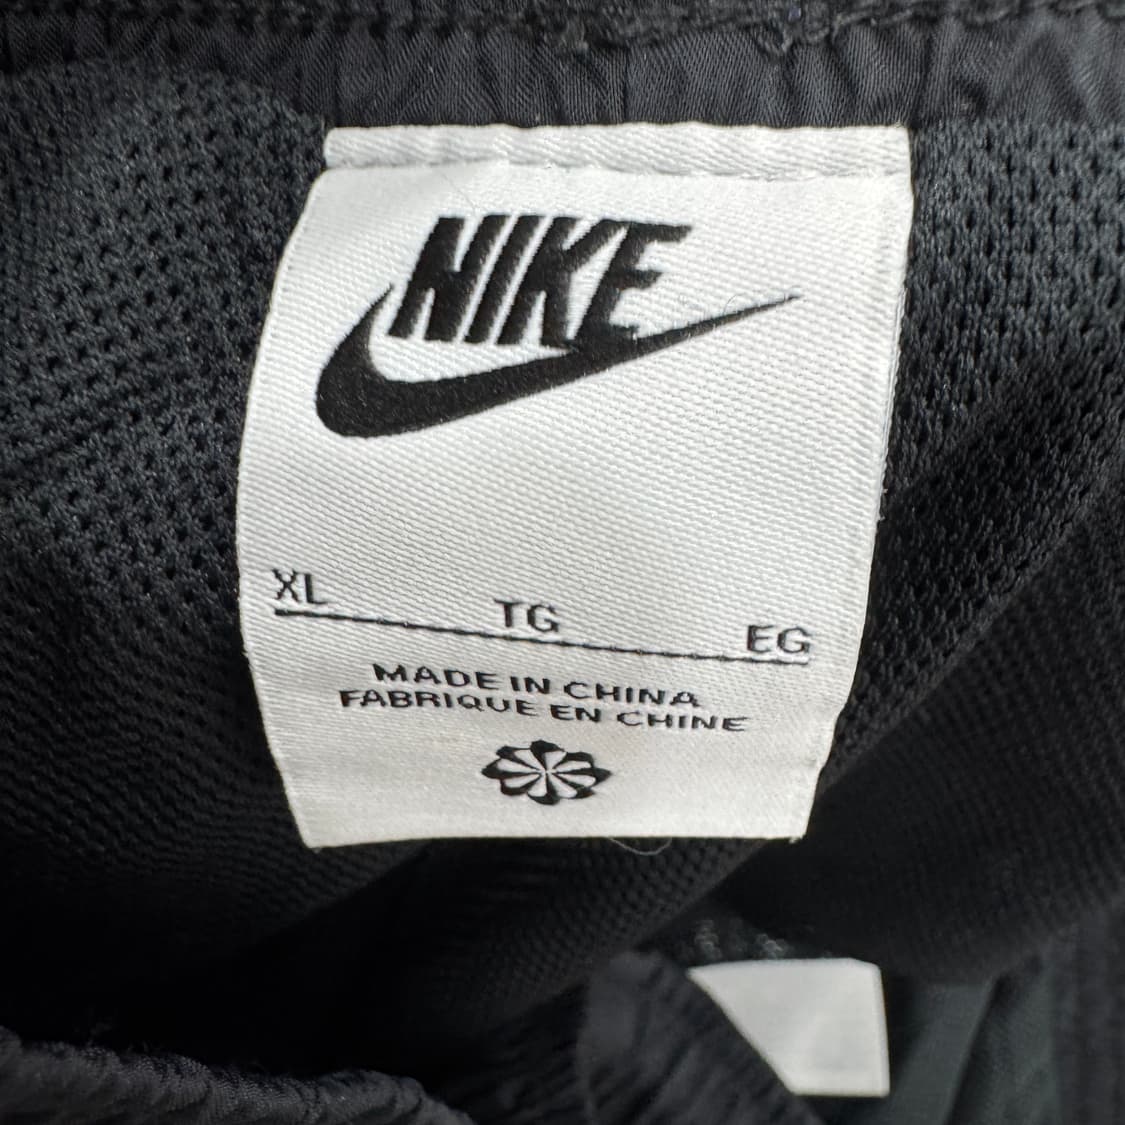 NIKE
XL TG EG
MADE IN CHINA
FABRIQUE EN CHINE